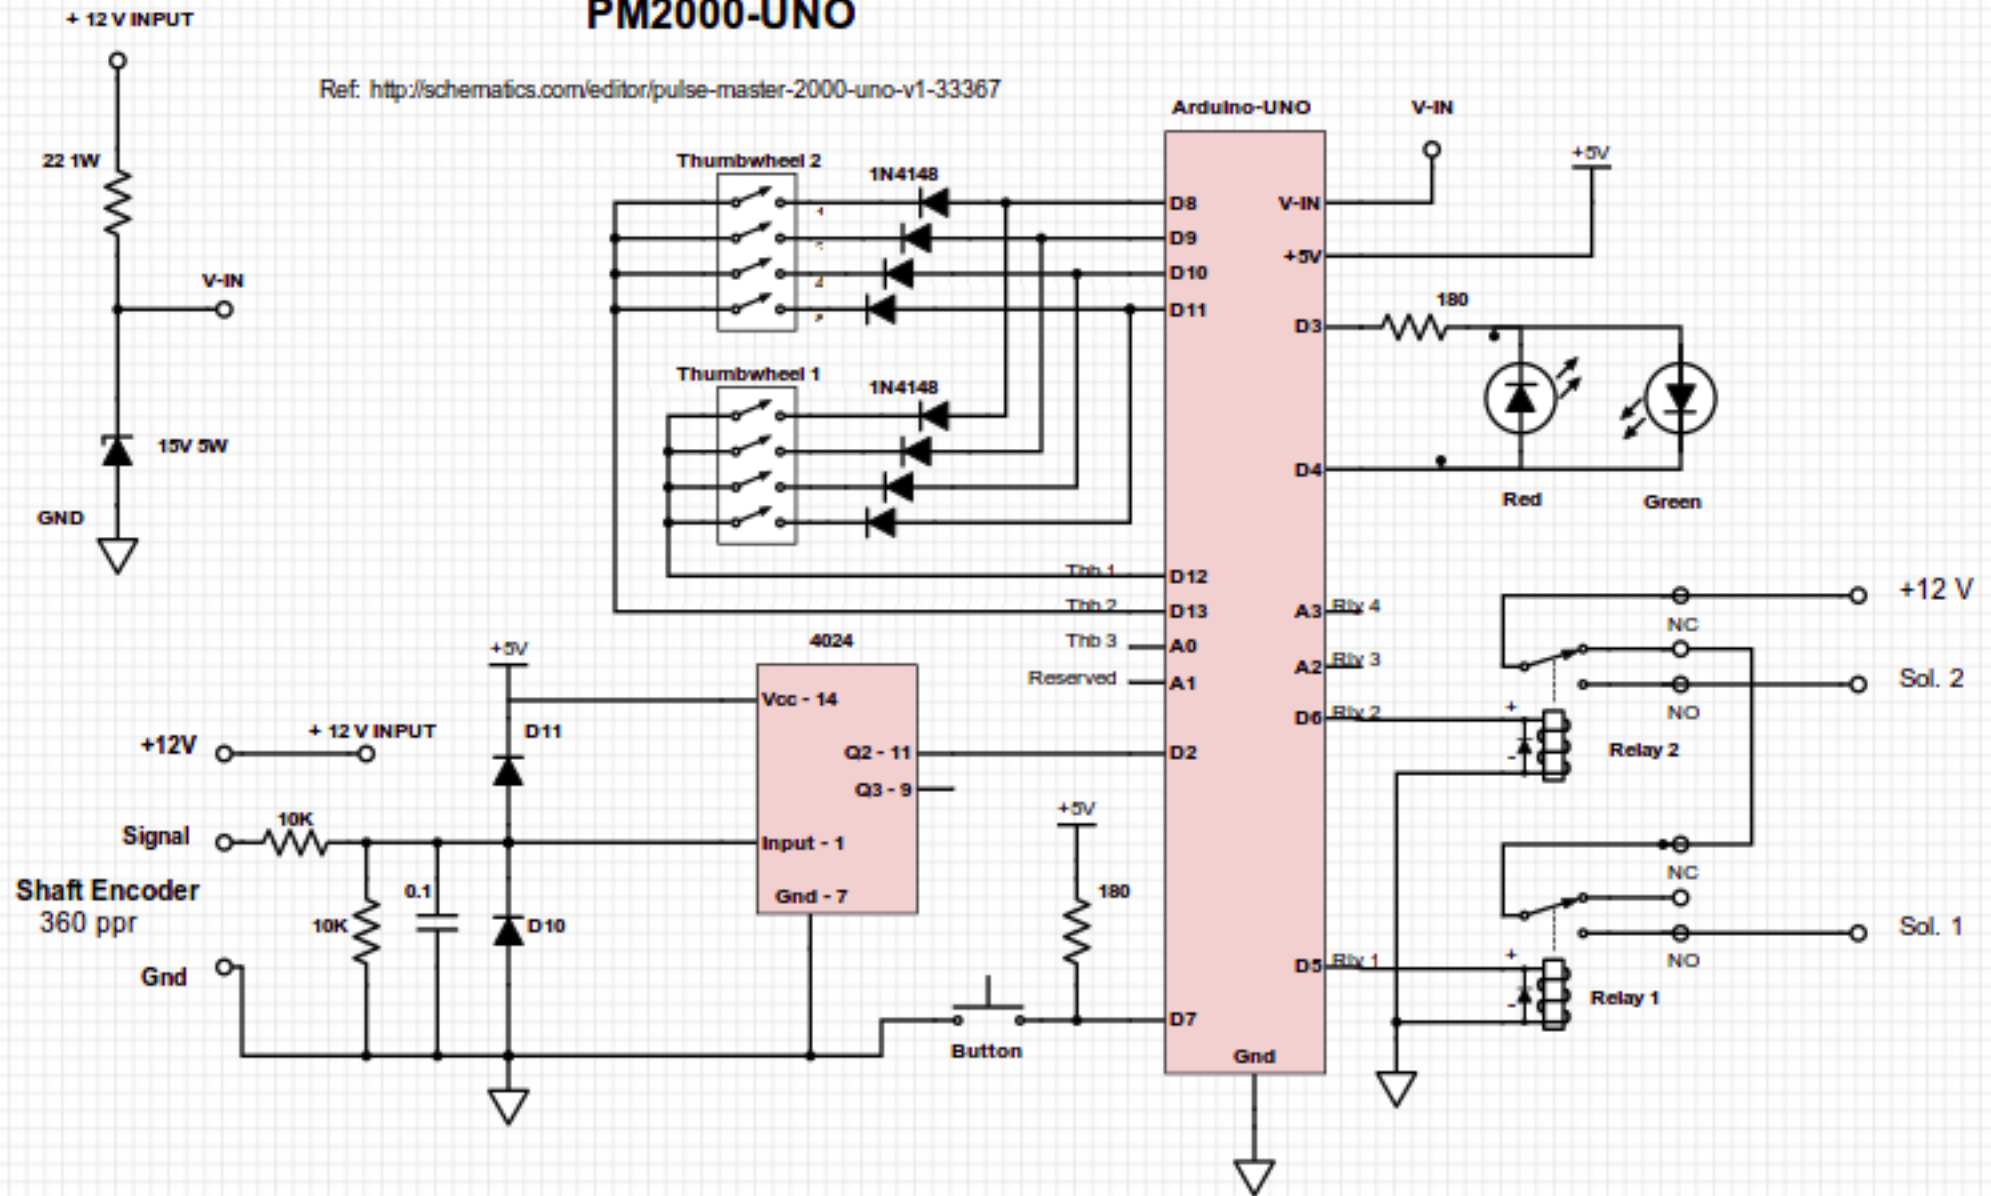 PM2000-UNO
Ref: http://schematics.com/editor/pulse-master-2000-uno-v1-33367
+ 12 V INPUT
22 1W
V-IN
15V 5W
GND
Thumbwheel 2
1N4148
Thumbwheel 1
1N4148
Arduino-UNO
D8
D9
D10
D11
D12
D13
A0
A1
D2
D7
V-IN
+5V
D3
D4
A3
A2
D6
D5
Gnd
Thb 1
Thb 2
Thb 3
Reserved
V-IN
+5V
180
Red
Green
Rly 4
Rly 3
Rly 2
Rly 1
+12 V
NC
Sol. 2
NO
+
-
Relay 2
NC
Sol. 1
NO
+
-
Relay 1
4024
Vcc - 14
Q2 - 11
Q3 - 9
Input - 1
Gnd - 7
+5V
D11
+12V
+ 12 V INPUT
Signal
10K
Shaft Encoder
360 ppr
10K
0.1
D10
Gnd
+5V
180
Button